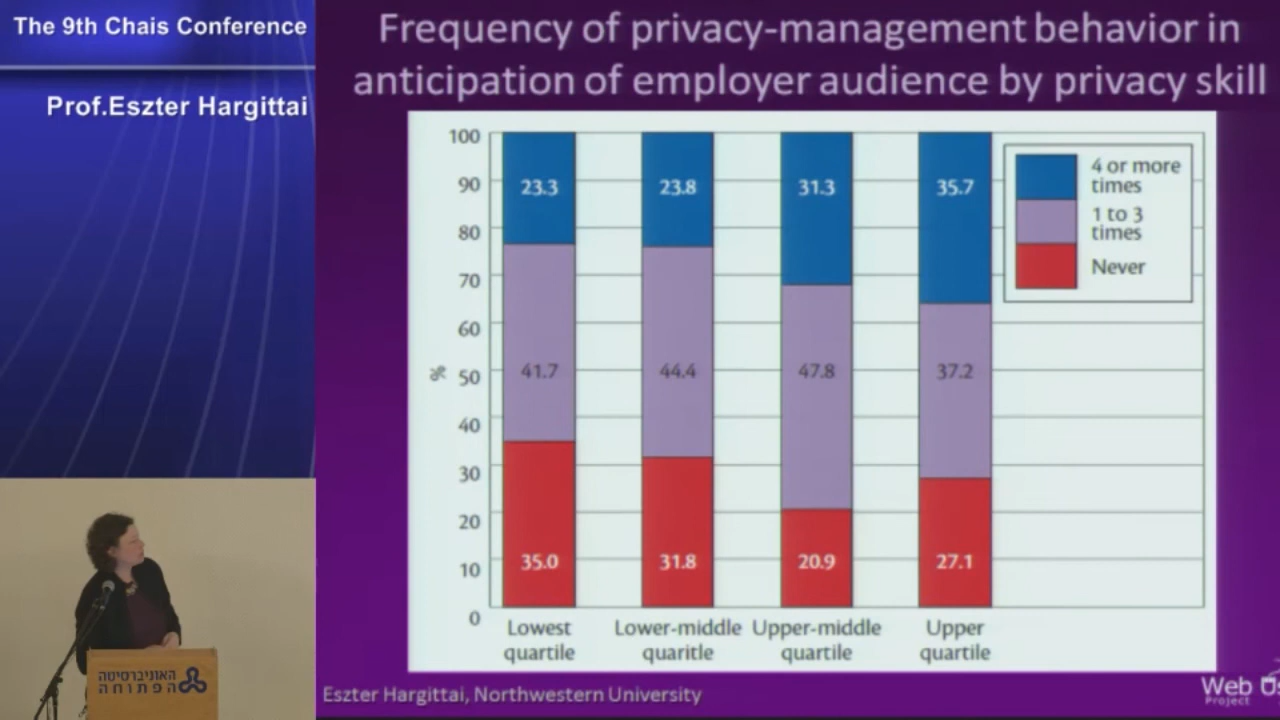 The 9th Chais Conference
Prof.Eszter Hargittai
Frequency of privacy-management behavior in
anticipation of employer audience by privacy skill
100
90
80
70
60
50
40
30
20
10
0
%
23.3
23.8
31.3
35.7
41.7
44.4
47.8
37.2
35.0
31.8
20.9
27.1
4 or more
times
1 to 3
times
Never
Lowest
quartile
Lower-middle
quaritle
Upper-middle
quartile
Upper
quartile
Eszter Hargittai, Northwestern University
Web
Project
האוניברסיטה
הפתוחה